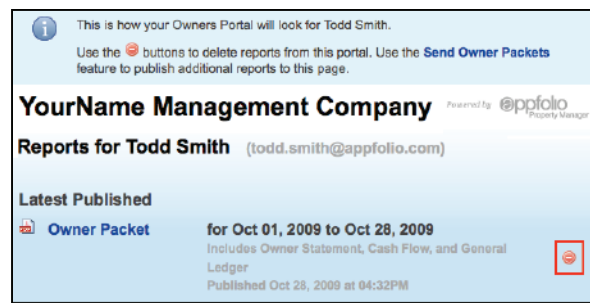 This is how your Owners Portal will look for Todd Smith.
Use the buttons to delete reports from this portal. Use the Send Owner Packets
feature to publish additional reports to this page.
YourName Management Company Powered by appfolio
Property Manager
Reports for Todd Smith (todd.smith@appfolio.com)
Latest Published
Owner Packet for Oct 01, 2009 to Oct 28, 2009
Includes Owner Statement, Cash Flow, and General
Ledger
Published Oct 28, 2009 at 04:32PM